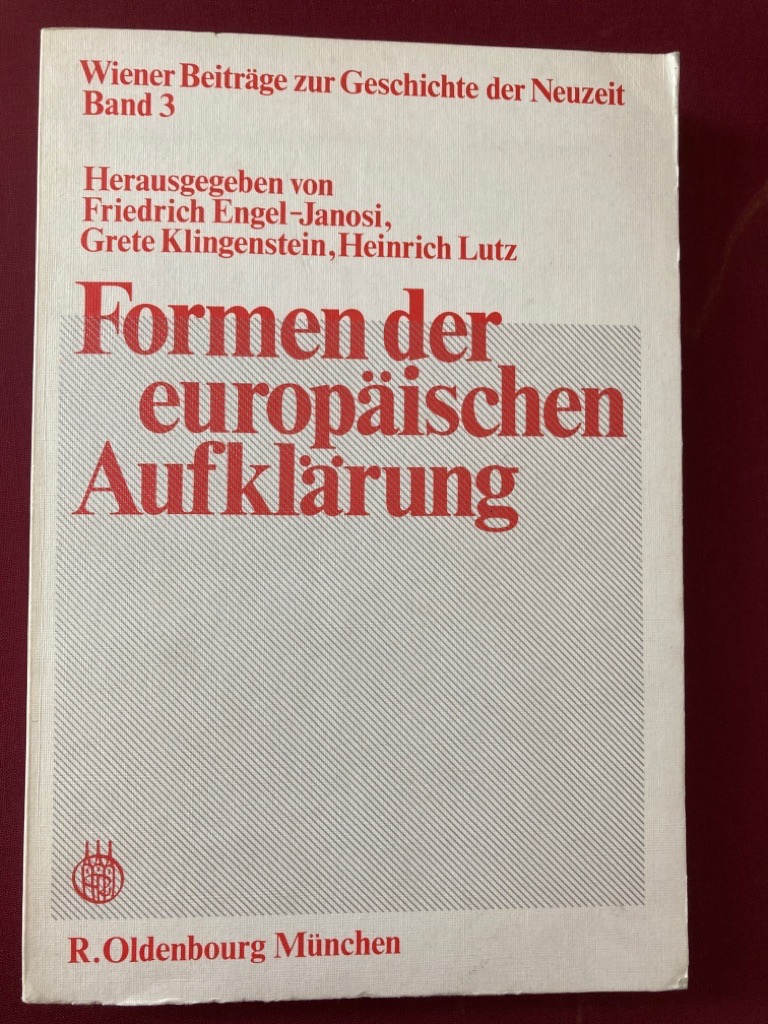 Wiener Beiträge zur Geschichte der Neuzeit
Band 3
Herausgegeben von
Friedrich Engel-Janosi,
Grete Klingenstein, Heinrich Lutz
Formen der
europäischen
Aufklärung
R. Oldenbourg München